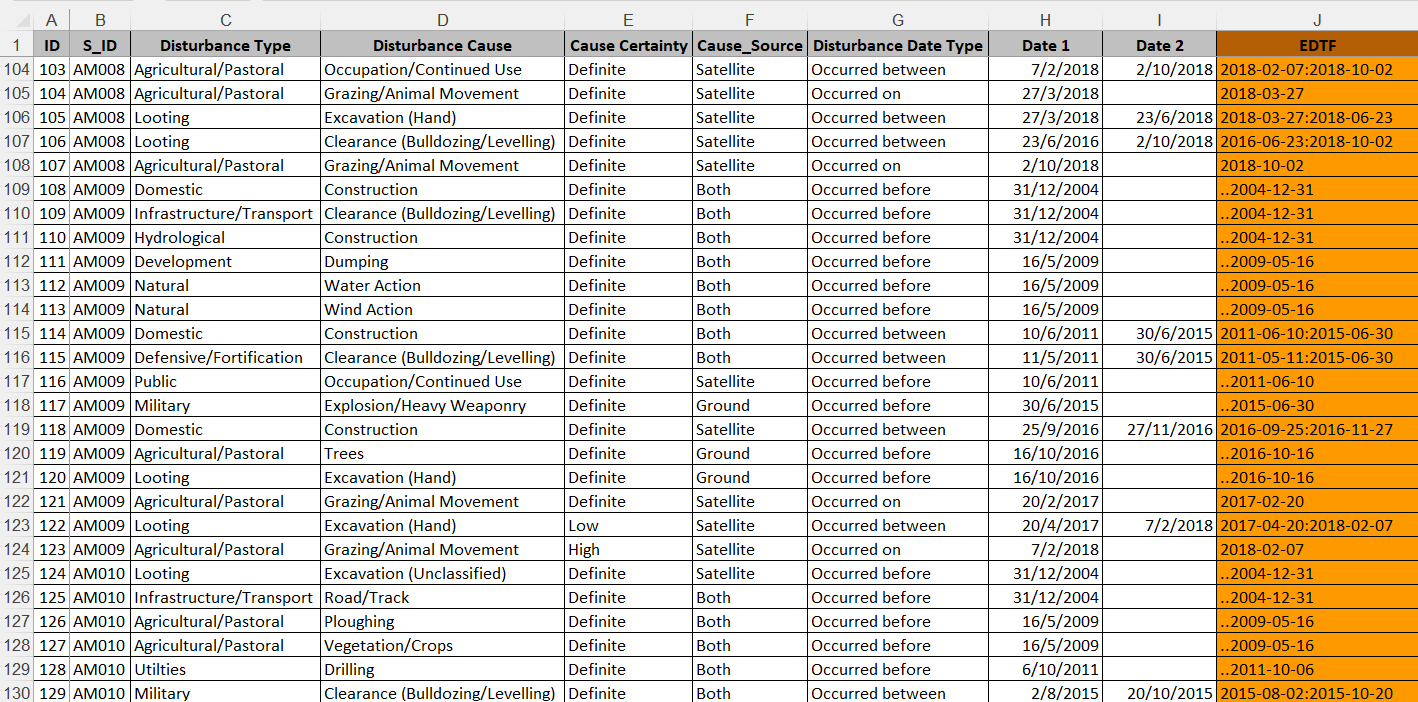 A B C D E F G H I J
1 ID S_ID Disturbance Type Disturbance Cause Cause Certainty Cause_Source Disturbance Date Type Date 1 Date 2 EDTF
104 103 AM008 Agricultural/Pastoral Occupation/Continued Use Definite Satellite Occurred between 7/2/2018 2/10/2018 2018-02-07:2018-10-02
105 104 AM008 Agricultural/Pastoral Grazing/Animal Movement Definite Satellite Occurred on 27/3/2018 2018-03-27
106 105 AM008 Looting Excavation (Hand) Definite Satellite Occurred between 27/3/2018 23/6/2018 2018-03-27:2018-06-23
107 106 AM008 Looting Clearance (Bulldozing/Levelling) Definite Satellite Occurred between 23/6/2016 2/10/2018 2016-06-23:2018-10-02
108 107 AM008 Agricultural/Pastoral Grazing/Animal Movement Definite Satellite Occurred on 2/10/2018 2018-10-02
109 108 AM009 Domestic Construction Definite Both Occurred before 31/12/2004 ..2004-12-31
110 109 AM009 Infrastructure/Transport Clearance (Bulldozing/Levelling) Definite Both Occurred before 31/12/2004 ..2004-12-31
111 110 AM009 Hydrological Construction Definite Both Occurred before 31/12/2004 ..2004-12-31
112 111 AM009 Development Dumping Definite Both Occurred before 16/5/2009 ..2009-05-16
113 112 AM009 Natural Water Action Definite Both Occurred before 16/5/2009 ..2009-05-16
114 113 AM009 Natural Wind Action Definite Both Occurred before 16/5/2009 ..2009-05-16
115 114 AM009 Domestic Construction Definite Both Occurred between 10/6/2011 30/6/2015 2011-06-10:2015-06-30
116 115 AM009 Defensive/Fortification Clearance (Bulldozing/Levelling) Definite Both Occurred between 11/5/2011 30/6/2015 2011-05-11:2015-06-30
117 116 AM009 Public Occupation/Continued Use Definite Satellite Occurred before 10/6/2011 ..2011-06-10
118 117 AM009 Military Explosion/Heavy Weaponry Definite Ground Occurred before 30/6/2015 ..2015-06-30
119 118 AM009 Domestic Construction Definite Satellite Occurred between 25/9/2016 27/11/2016 2016-09-25:2016-11-27
120 119 AM009 Agricultural/Pastoral Trees Definite Ground Occurred before 16/10/2016 ..2016-10-16
121 120 AM009 Looting Excavation (Hand) Definite Ground Occurred before 16/10/2016 ..2016-10-16
122 121 AM009 Agricultural/Pastoral Grazing/Animal Movement Definite Satellite Occurred on 20/2/2017 2017-02-20
123 122 AM009 Looting Excavation (Hand) Low Satellite Occurred between 20/4/2017 7/2/2018 2017-04-20:2018-02-07
124 123 AM009 Agricultural/Pastoral Grazing/Animal Movement High Satellite Occurred on 7/2/2018 2018-02-07
125 124 AM010 Looting Excavation (Unclassified) Definite Satellite Occurred before 31/12/2004 ..2004-12-31
126 125 AM010 Infrastructure/Transport Road/Track Definite Both Occurred before 31/12/2004 ..2004-12-31
127 126 AM010 Agricultural/Pastoral Ploughing Definite Both Occurred before 16/5/2009 ..2009-05-16
128 127 AM010 Agricultural/Pastoral Vegetation/Crops Definite Both Occurred before 16/5/2009 ..2009-05-16
129 128 AM010 Utilties Drilling Definite Both Occurred before 6/10/2011 ..2011-10-06
130 129 AM010 Military Clearance (Bulldozing/Levelling) Definite Both Occurred between 2/8/2015 20/10/2015 2015-08-02:2015-10-20